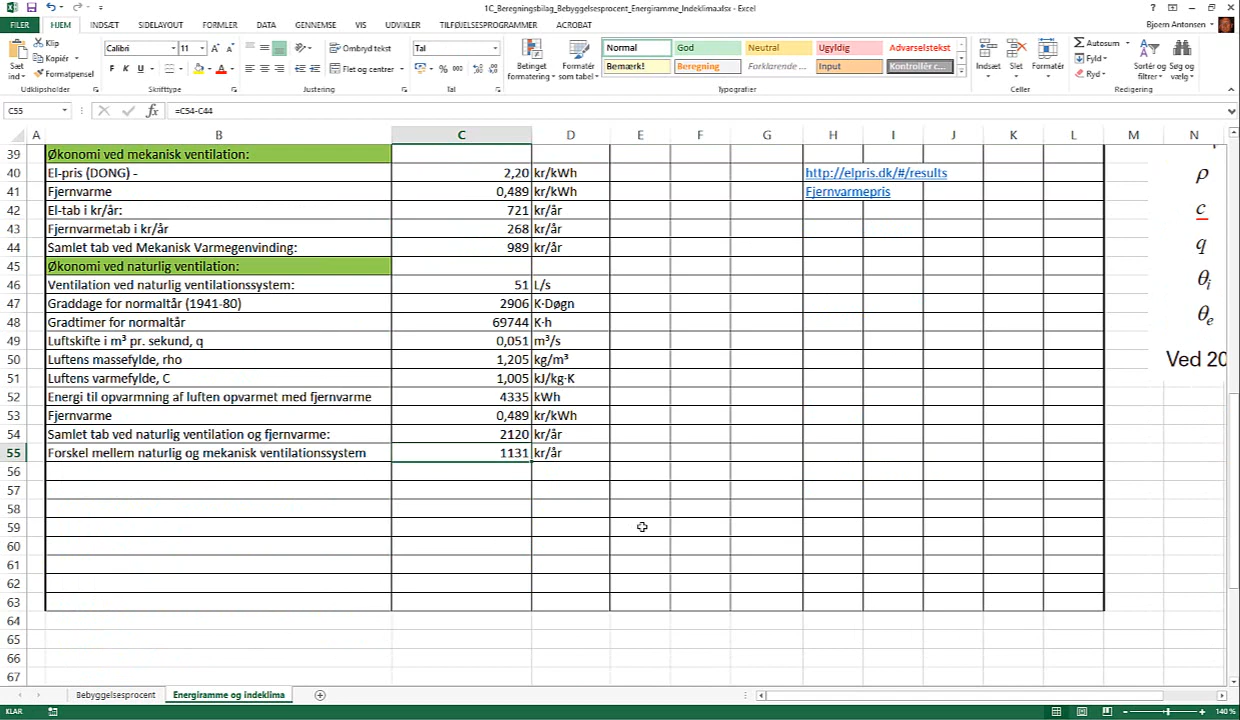 1C_Beregningsbilag_Bebyggelsesprocent_Energiramme_Indeklima.xlsx - Excel
FILER HJEM INDSÆT SIDELAYOUT FORMLER DATA GENNEMSE VIS UDVIKLER TILFØJELSESPROGRAMMER ACROBAT Bjoern Antonsen
Sæt ind
Klip
Kopiér
Formatpensel
Udklipsholder
Calibri 11
F K U
Skrifttype
Ombryd tekst
Flet og centrer
Justering
Tal
% 000
Tal
Betinget formatering
Formatér som tabel
Normal God Neutral Ugyldig Advarselstekst
Bemærk! Beregning Forklarende ... Input Kontrollér c...
Typografier
Indsæt Slet Formatér
Celler
Autosum
Fyld
Ryd
Sortér og filtrer
Søg og vælg
Redigering
C55 fx =C54-C44
A B C D E F G H I J K L M N
39 Økonomi ved mekanisk ventilation:
40 El-pris (DONG) - 2,20 kr/kWh http://elpris.dk/#/results
41 Fjernvarme 0,489 kr/kWh Fjernvarmepris
42 El-tab i kr/år: 721 kr/år
43 Fjernvarmetab i kr/år 268 kr/år
44 Samlet tab ved Mekanisk Varmegenvinding: 989 kr/år
45 Økonomi ved naturlig ventilation:
46 Ventilation ved naturlig ventilationssystem: 51 L/s
47 Graddage for normaltår (1941-80) 2906 K·Døgn
48 Gradtimer for normaltår 69744 K·h
49 Luftskifte i m³ pr. sekund, q 0,051 m³/s
50 Luftens massefylde, rho 1,205 kg/m³
51 Luftens varmefylde, C 1,005 kJ/kg·K
52 Energi til opvarmning af luften opvarmet med fjernvarme 4335 kWh
53 Fjernvarme 0,489 kr/kWh
54 Samlet tab ved naturlig ventilation og fjernvarme: 2120 kr/år
55 Forskel mellem naturlig og mekanisk ventilationssystem 1131 kr/år
56
57
58
59
60
61
62
63
64
65
66
67
ρ
c
q
θi
θe
Ved 20
Bebyggelsesprocent Energiramme og indeklima
KLAR 140 %